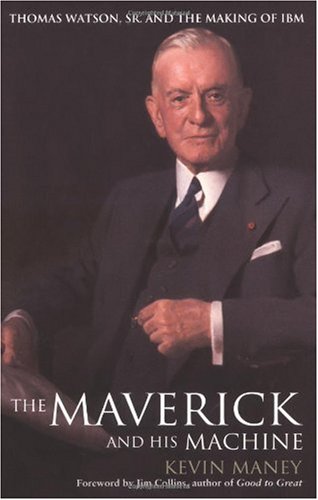 THOMAS WATSON, SR. AND THE MAKING OF IBM
THE MAVERICK
AND HIS MACHINE
KEVIN MANEY
Foreword by Jim Collins, author of Good to Great